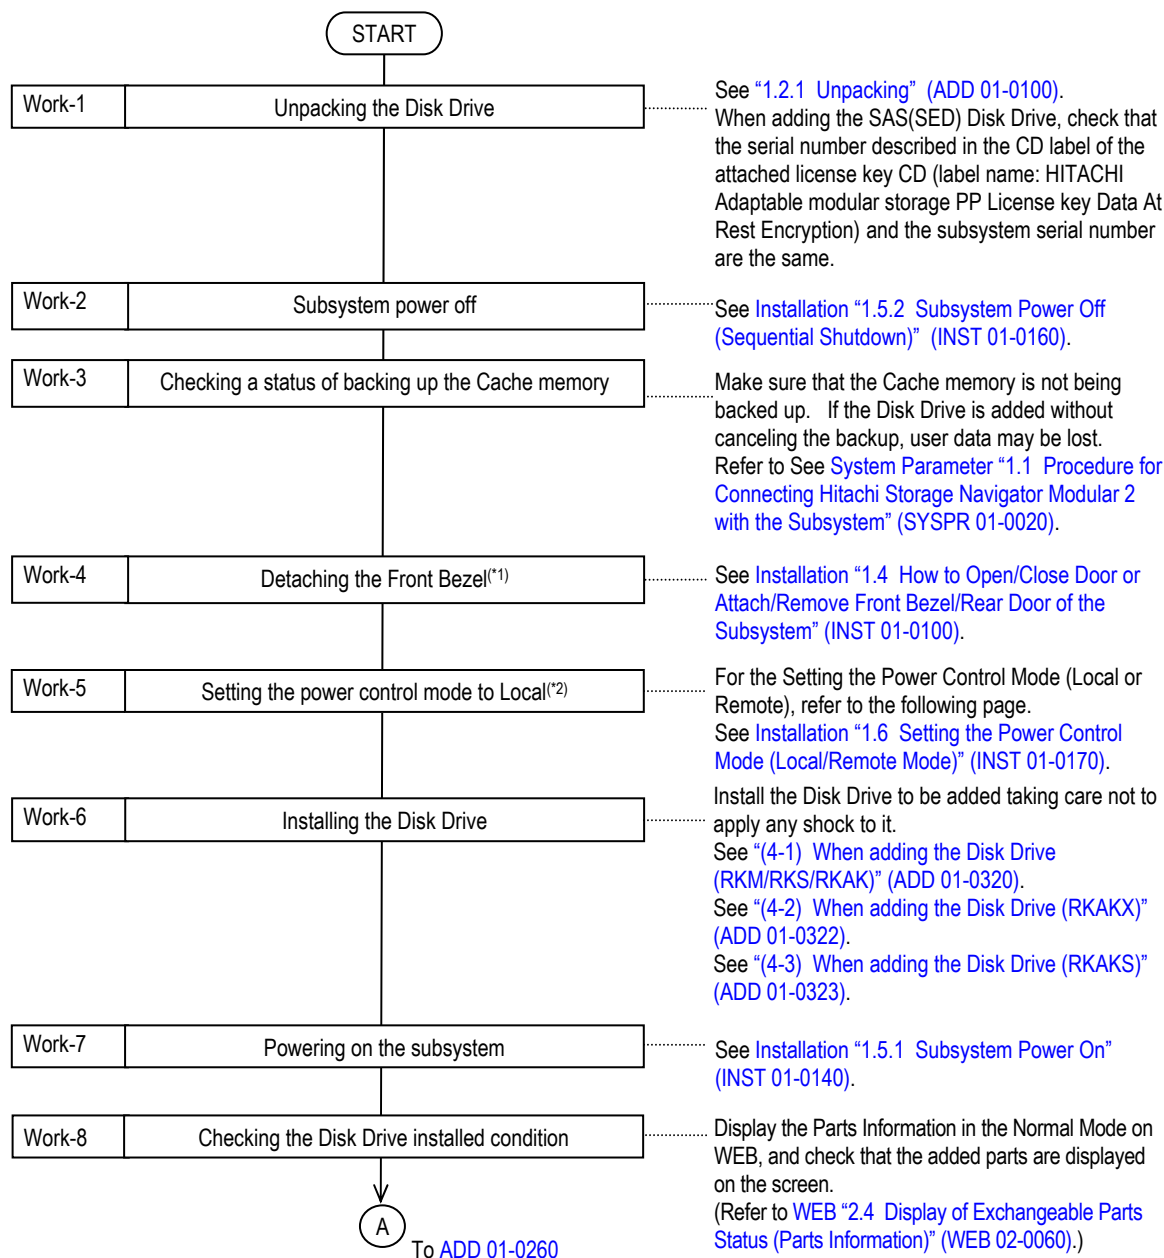 START
Work-1
Unpacking the Disk Drive
See “1.2.1 Unpacking” (ADD 01-0100).
When adding the SAS(SED) Disk Drive, check that
the serial number described in the CD label of the
attached license key CD (label name: HITACHI
Adaptable modular storage PP License key Data At
Rest Encryption) and the subsystem serial number
are the same.
Work-2
Subsystem power off
See Installation “1.5.2 Subsystem Power Off
(Sequential Shutdown)” (INST 01-0160).
Work-3
Checking a status of backing up the Cache memory
Make sure that the Cache memory is not being
backed up. If the Disk Drive is added without
canceling the backup, user data may be lost.
Refer to See System Parameter “1.1 Procedure for
Connecting Hitachi Storage Navigator Modular 2
with the Subsystem” (SYSPR 01-0020).
Work-4
Detaching the Front Bezel(*1)
See Installation “1.4 How to Open/Close Door or
Attach/Remove Front Bezel/Rear Door of the
Subsystem” (INST 01-0100).
Work-5
Setting the power control mode to Local(*2)
For the Setting the Power Control Mode (Local or
Remote), refer to the following page.
See Installation “1.6 Setting the Power Control
Mode (Local/Remote Mode)” (INST 01-0170).
Work-6
Installing the Disk Drive
Install the Disk Drive to be added taking care not to
apply any shock to it.
See “(4-1) When adding the Disk Drive
(RKM/RKS/RKAK)” (ADD 01-0320).
See “(4-2) When adding the Disk Drive (RKAKX)”
(ADD 01-0322).
See “(4-3) When adding the Disk Drive (RKAKS)”
(ADD 01-0323).
Work-7
Powering on the subsystem
See Installation “1.5.1 Subsystem Power On”
(INST 01-0140).
Work-8
Checking the Disk Drive installed condition
Display the Parts Information in the Normal Mode on
WEB, and check that the added parts are displayed
on the screen.
(Refer to WEB “2.4 Display of Exchangeable Parts
Status (Parts Information)” (WEB 02-0060).)
A
To ADD 01-0260